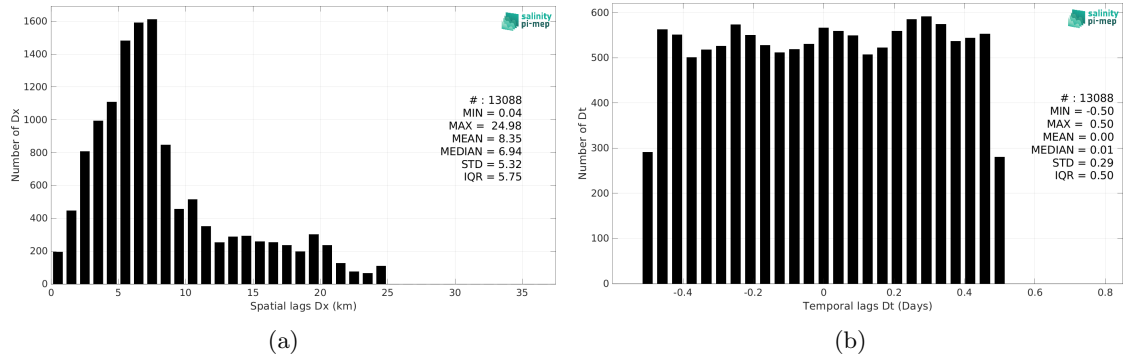 1600
1400
1200
1000
800
600
400
200
0
Number of Dx
salinity
pi-mep
# : 13088
MIN = 0.04
MAX = 24.98
MEAN = 8.35
MEDIAN = 6.94
STD = 5.32
IQR = 5.75
0 5 10 15 20 25 30 35
Spatial lags Dx (km)
(a)
600
500
400
300
200
100
0
Number of Dt
salinity
pi-mep
# : 13088
MIN = -0.50
MAX = 0.50
MEAN = 0.00
MEDIAN = 0.01
STD = 0.29
IQR = 0.50
-0.4 -0.2 0 0.2 0.4 0.6 0.8
Temporal lags Dt (Days)
(b)